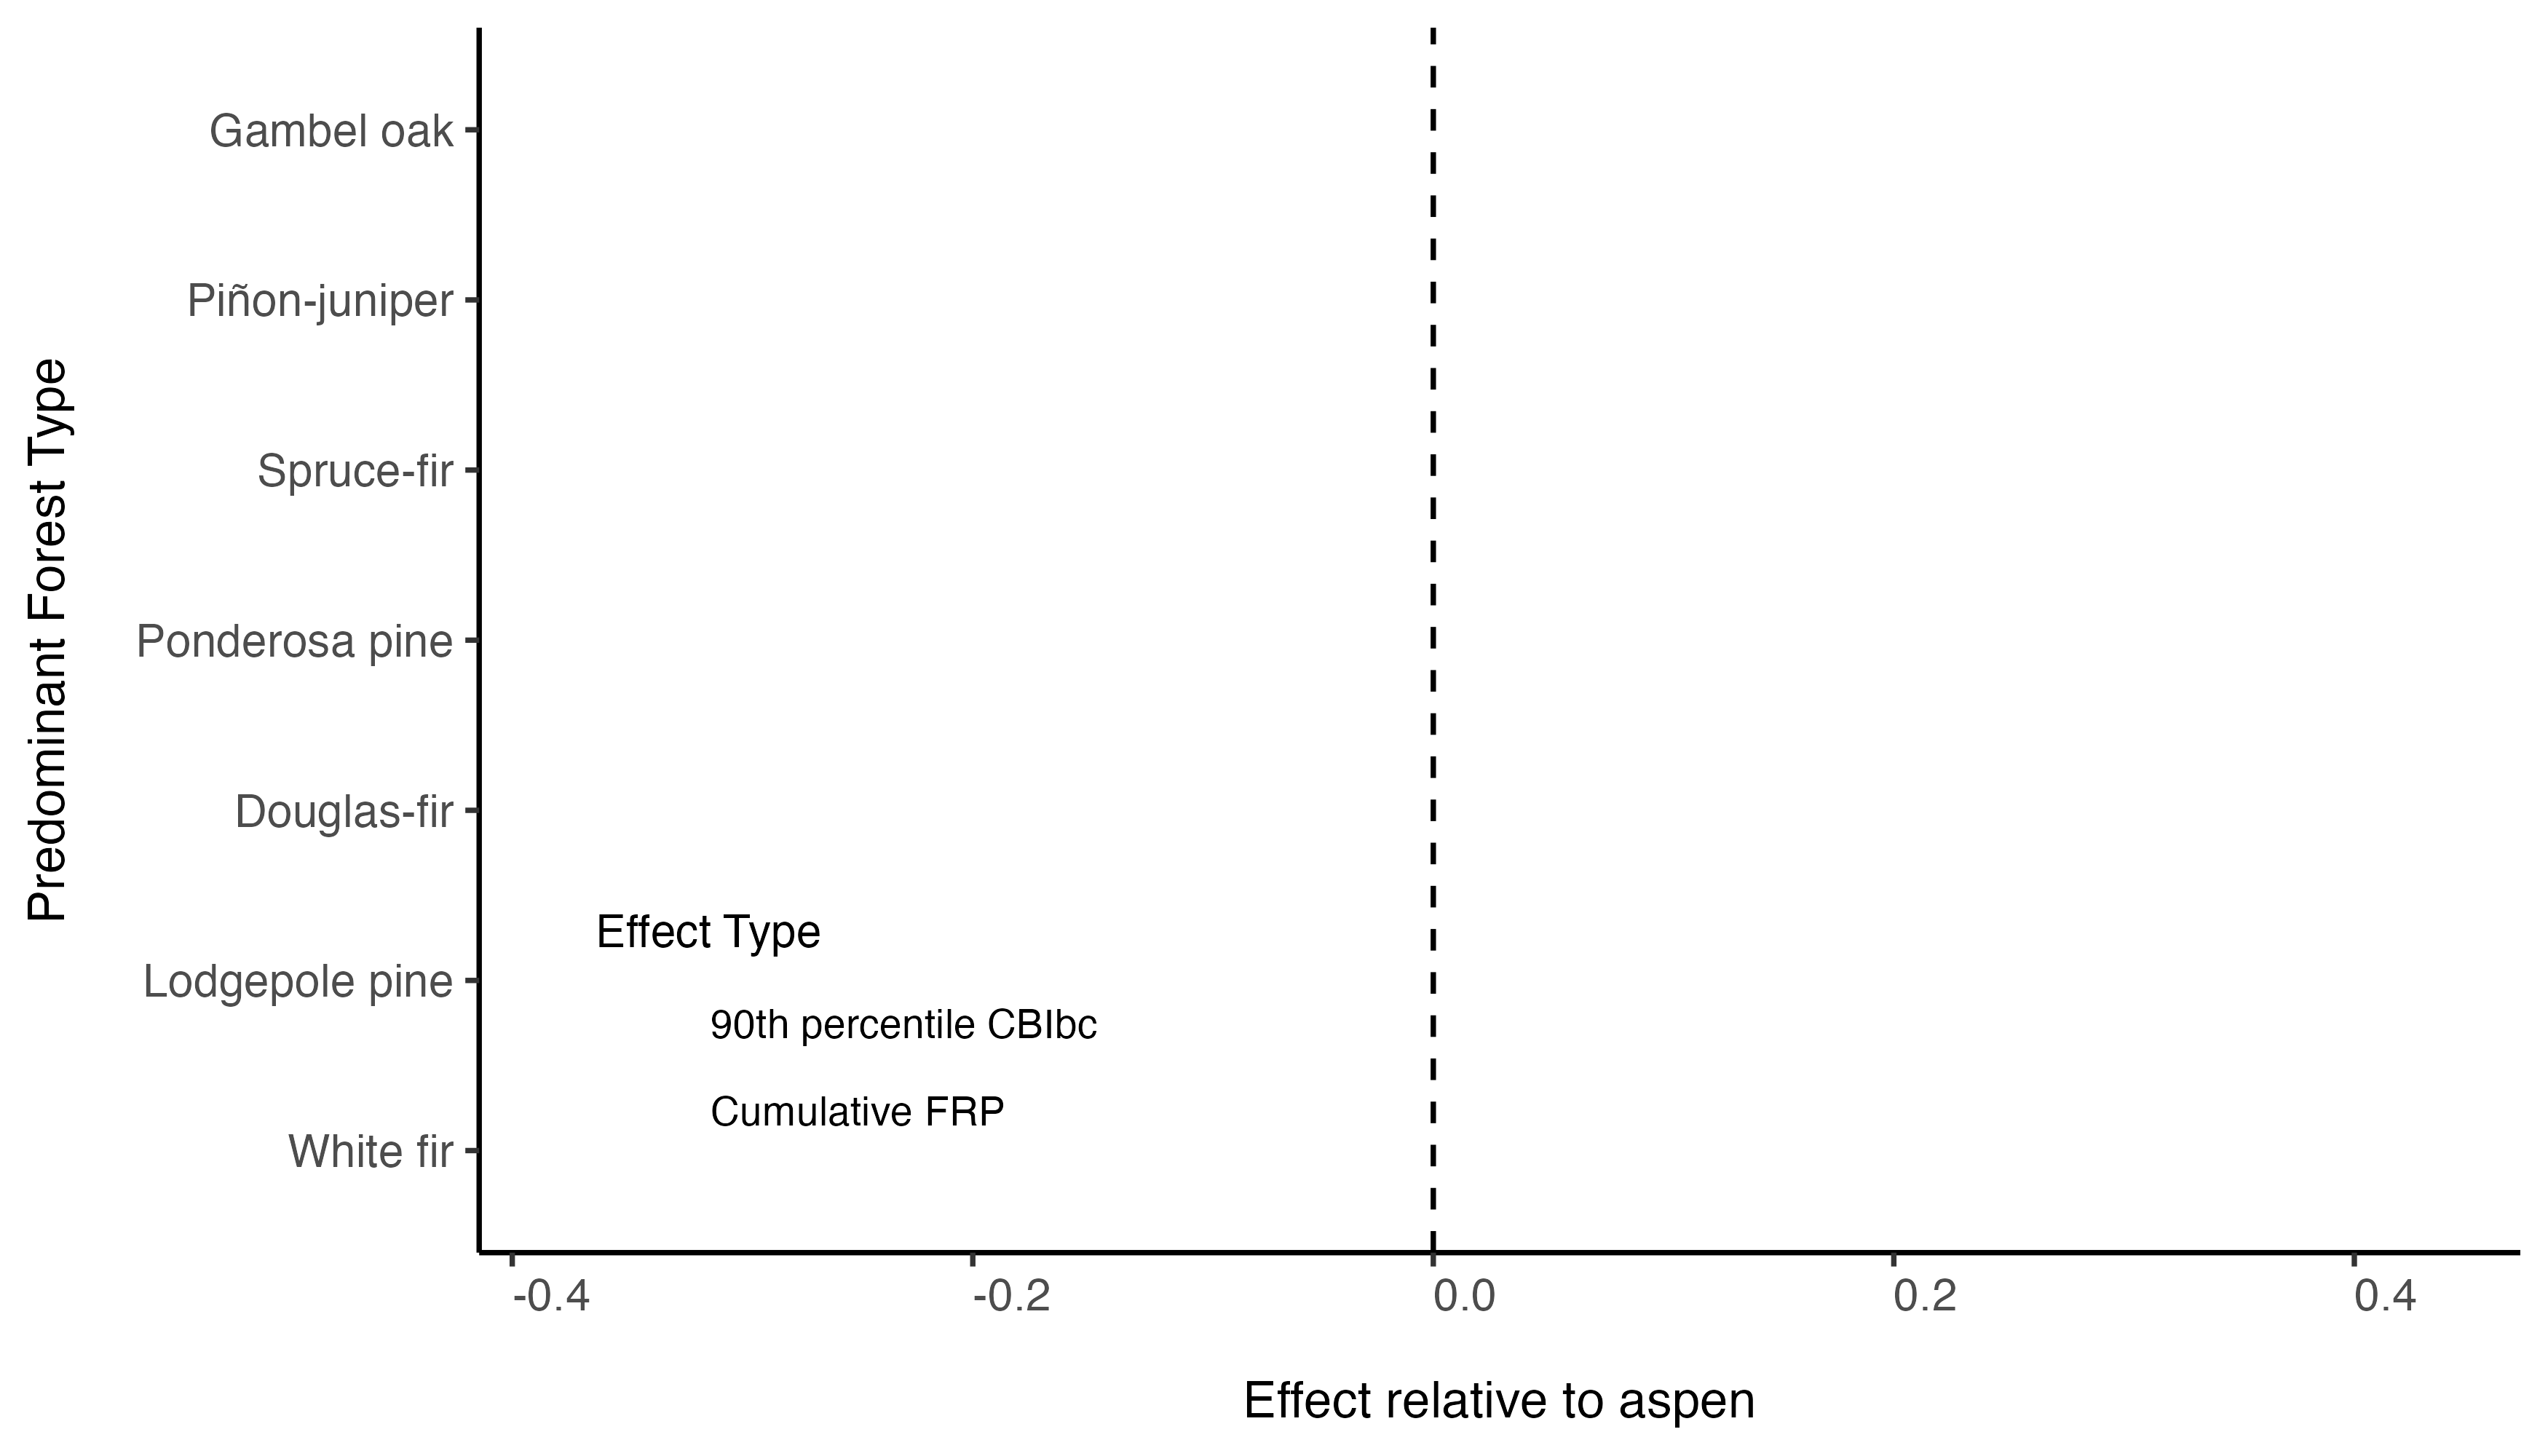 Predominant Forest Type
Gambel oak
Piñon-juniper
Spruce-fir
Ponderosa pine
Douglas-fir
Lodgepole pine
White fir
Effect Type
90th percentile CBIbc
Cumulative FRP
-0.4
-0.2
0.0
0.2
0.4
Effect relative to aspen